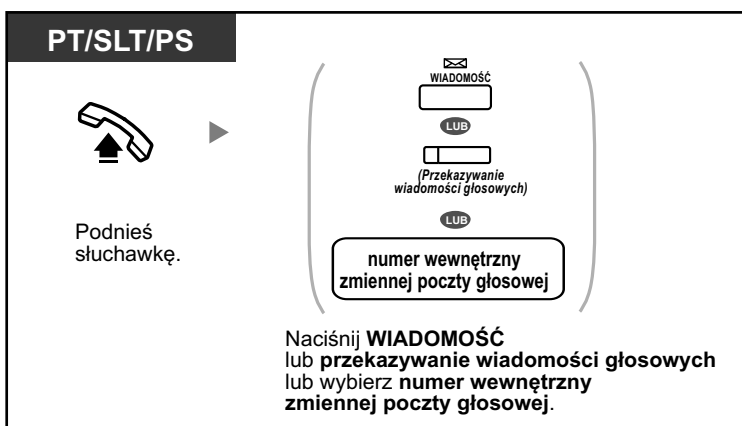 PT/SLT/PS
WIADOMOŚĆ
LUB
(Przekazywanie
wiadomości głosowych)
LUB
numer wewnętrzny
zmiennej poczty głosowej
Podnieś
słuchawkę.
Naciśnij WIADOMOŚĆ
lub przekazywanie wiadomości głosowych
lub wybierz numer wewnętrzny
zmiennej poczty głosowej.